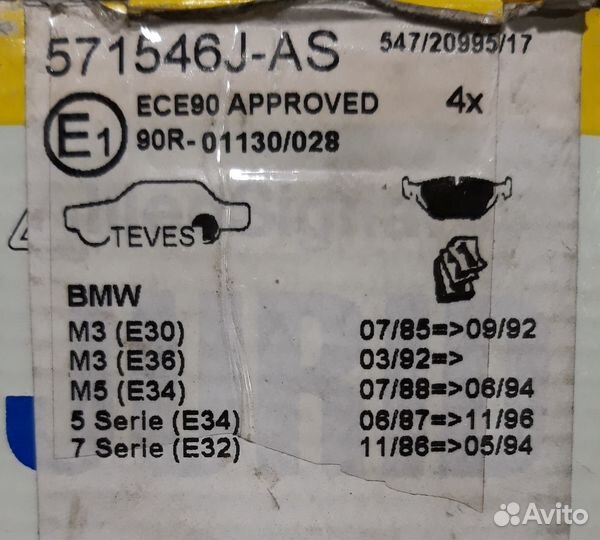 571546J-AS 547/20995/17
E1 ECE90 APPROVED 4x
90R-01130/028
TEVES
BMW
M3 (E30) 07/85=>09/92
M3 (E36) 03/92=>
M5 (E34) 07/88=>06/94
5 Serie (E34) 06/87=>11/96
7 Serie (E32) 11/86=>05/94
Avito